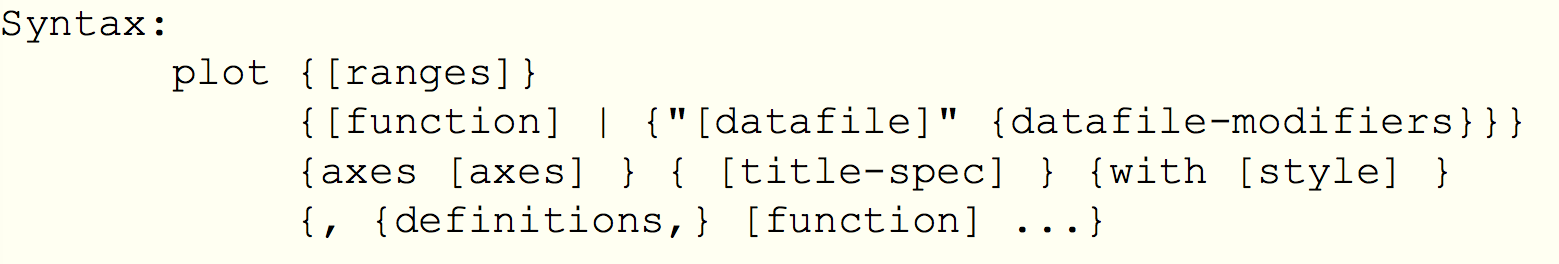 Syntax:
plot {[ranges]}
{[function] | {"[datafile]" {datafile-modifiers}}}
{axes [axes] } { [title-spec] } {with [style] }
{, {definitions,} [function] ...}